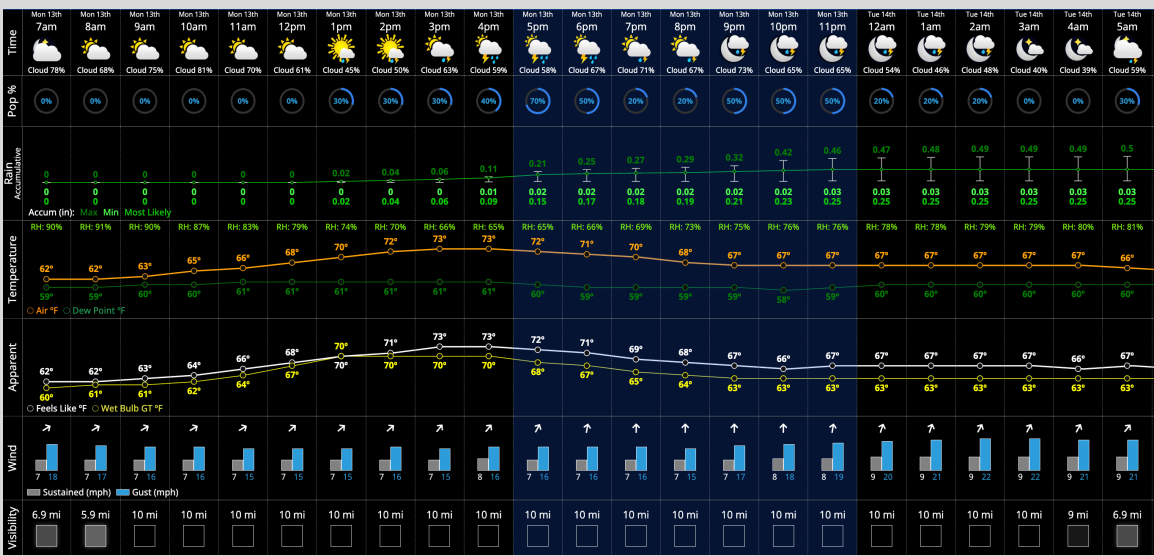 Mon 13th Mon 13th Mon 13th Mon 13th Mon 13th Mon 13th Mon 13th Mon 13th Mon 13th Mon 13th Mon 13th Mon 13th Mon 13th Mon 13th Mon 13th Mon 13th Mon 13th Tue 14th Tue 14th Tue 14th Tue 14th Tue 14th Tue 14th
7am 8am 9am 10am 11am 12pm 1pm 2pm 3pm 4pm 5pm 6pm 7pm 8pm 9pm 10pm 11pm 12am 1am 2am 3am 4am 5am
Time
Cloud 78% Cloud 68% Cloud 75% Cloud 81% Cloud 70% Cloud 61% Cloud 45% Cloud 50% Cloud 63% Cloud 59% Cloud 58% Cloud 67% Cloud 71% Cloud 67% Cloud 73% Cloud 65% Cloud 65% Cloud 54% Cloud 46% Cloud 48% Cloud 40% Cloud 39% Cloud 59%
Pop %
0% 0% 0% 0% 0% 0% 30% 30% 30% 40% 70% 50% 20% 20% 50% 50% 50% 20% 20% 20% 0% 0% 30%
Rain
Accumulative
0 0 0 0 0 0 0.02 0.04 0.06 0.11 0.21 0.25 0.27 0.29 0.32 0.42 0.46 0.47 0.48 0.49 0.49 0.49 0.5
0 0 0 0 0 0 0 0 0 0.01 0.02 0.02 0.02 0.02 0.02 0.03 0.03 0.03 0.03 0.03 0.03 0.03 0.03
0 0 0 0 0 0 0.02 0.04 0.06 0.09 0.15 0.17 0.18 0.19 0.21 0.23 0.25 0.25 0.25 0.25 0.25 0.25 0.25
Accum (in): Max Min Most Likely
Temperature
RH: 90% RH: 91% RH: 90% RH: 87% RH: 83% RH: 79% RH: 74% RH: 70% RH: 66% RH: 65% RH: 65% RH: 66% RH: 69% RH: 73% RH: 75% RH: 76% RH: 76% RH: 78% RH: 78% RH: 79% RH: 79% RH: 80% RH: 81%
62° 62° 63° 65° 66° 68° 70° 72° 73° 73° 72° 71° 70° 68° 67° 67° 67° 67° 67° 67° 67° 67° 66°
59° 59° 60° 60° 61° 61° 61° 61° 61° 61° 60° 59° 59° 59° 59° 58° 59° 60° 60° 60° 60° 60° 60°
Air °F Dew Point °F
Apparent
62° 62° 63° 64° 66° 68° 70° 71° 73° 73° 72° 71° 69° 68° 67° 66° 67° 67° 67° 67° 67° 66° 67°
60° 61° 61° 62° 64° 67° 70° 70° 70° 70° 68° 67° 65° 64° 63° 63° 63° 63° 63° 63° 63° 63° 63°
Feels Like °F Wet Bulb GT °F
Wind
7 18 7 17 7 16 7 16 7 15 7 15 7 16 7 16 7 15 8 16 7 16 7 16 7 16 7 16 7 17 8 18 8 19 9 20 9 21 9 22 9 22 9 21 9 21
Sustained (mph) Gust (mph)
Visibility
6.9 mi 5.9 mi 10 mi 10 mi 10 mi 10 mi 10 mi 10 mi 10 mi 10 mi 10 mi 10 mi 10 mi 10 mi 10 mi 10 mi 10 mi 10 mi 10 mi 10 mi 10 mi 9 mi 6.9 mi